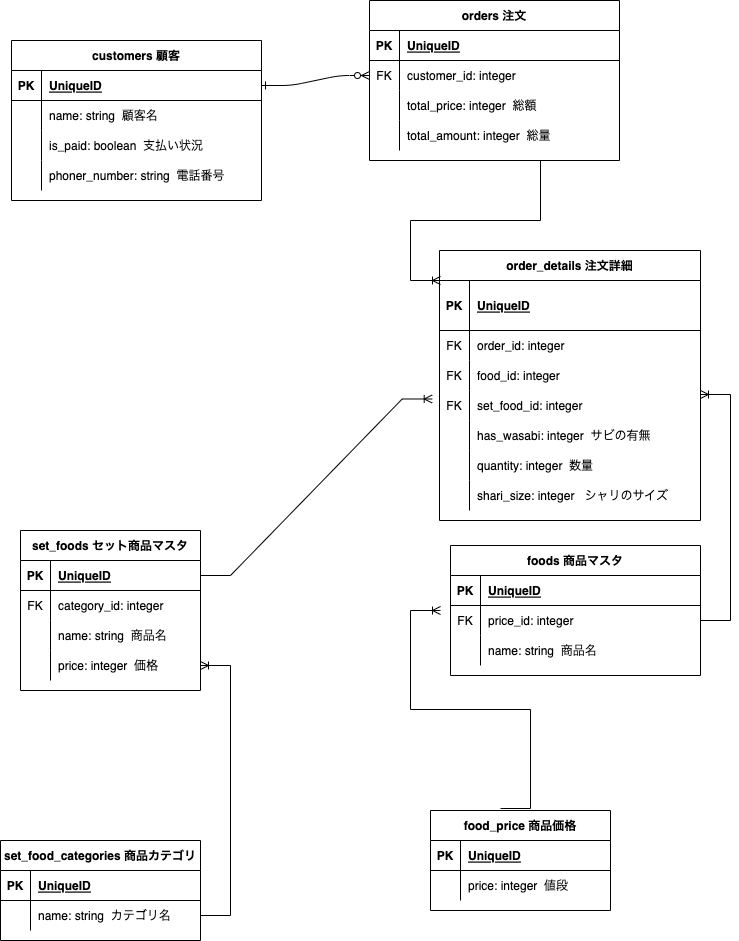 orders 注文
PK UniqueID
FK customer_id: integer
total_price: integer 総額
total_amount: integer 総量
customers 顧客
PK UniqueID
name: string 顧客名
is_paid: boolean 支払い状況
phoner_number: string 電話番号
order_details 注文詳細
PK UniqueID
FK order_id: integer
FK food_id: integer
FK set_food_id: integer
has_wasabi: integer サビの有無
quantity: integer 数量
shari_size: integer シャリのサイズ
set_foods セット商品マスタ
PK UniqueID
FK category_id: integer
name: string 商品名
price: integer 価格
foods 商品マスタ
PK UniqueID
FK price_id: integer
name: string 商品名
food_price 商品価格
PK UniqueID
price: integer 値段
set_food_categories 商品カテゴリ
PK UniqueID
name: string カテゴリ名